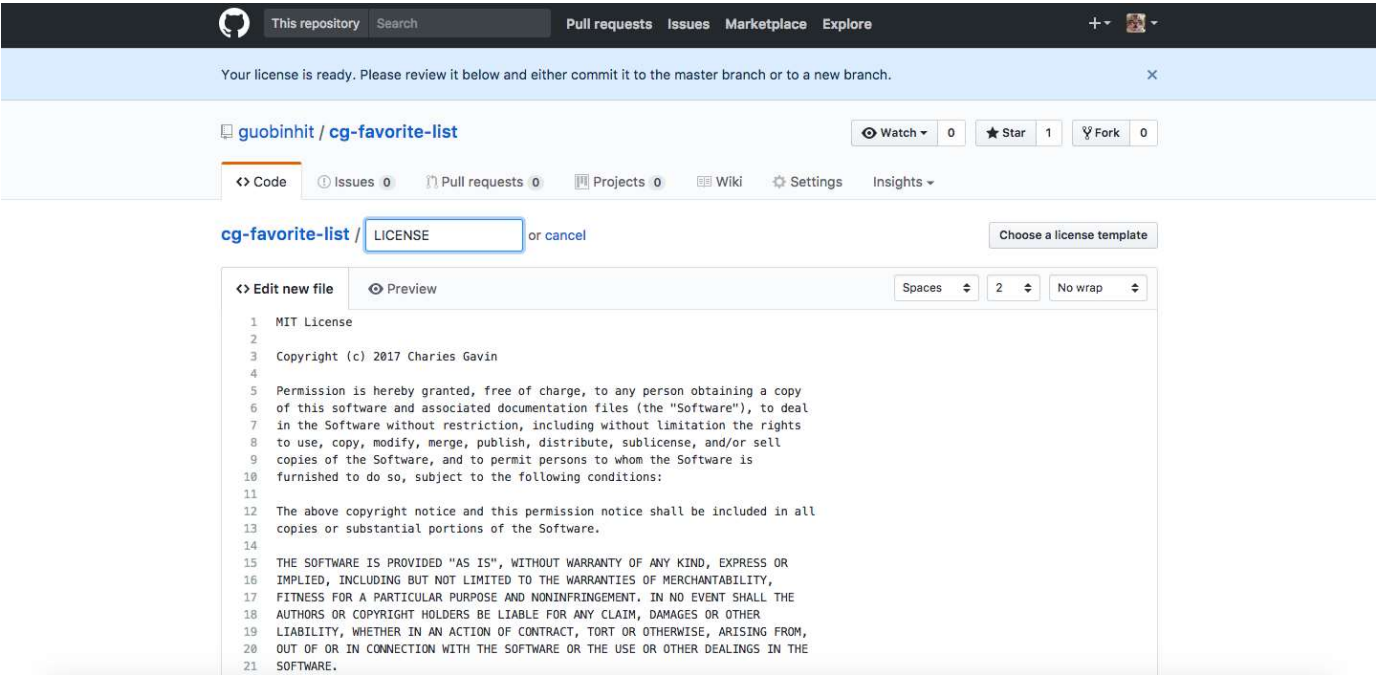 This repository Search Pull requests Issues Marketplace Explore
Your license is ready. Please review it below and either commit it to the master branch or to a new branch.
guobinhit / cg-favorite-list Watch 0 Star 1 Fork 0
Code Issues 0 Pull requests 0 Projects 0 Wiki Settings Insights
cg-favorite-list / LICENSE or cancel Choose a license template
Edit new file Preview Spaces 2 No wrap
1 MIT License
2
3 Copyright (c) 2017 Charies Gavin
4
5 Permission is hereby granted, free of charge, to any person obtaining a copy
6 of this software and associated documentation files (the "Software"), to deal
7 in the Software without restriction, including without limitation the rights
8 to use, copy, modify, merge, publish, distribute, sublicense, and/or sell
9 copies of the Software, and to permit persons to whom the Software is
10 furnished to do so, subject to the following conditions:
11
12 The above copyright notice and this permission notice shall be included in all
13 copies or substantial portions of the Software.
14
15 THE SOFTWARE IS PROVIDED "AS IS", WITHOUT WARRANTY OF ANY KIND, EXPRESS OR
16 IMPLIED, INCLUDING BUT NOT LIMITED TO THE WARRANTIES OF MERCHANTABILITY,
17 FITNESS FOR A PARTICULAR PURPOSE AND NONINFRINGEMENT. IN NO EVENT SHALL THE
18 AUTHORS OR COPYRIGHT HOLDERS BE LIABLE FOR ANY CLAIM, DAMAGES OR OTHER
19 LIABILITY, WHETHER IN AN ACTION OF CONTRACT, TORT OR OTHERWISE, ARISING FROM,
20 OUT OF OR IN CONNECTION WITH THE SOFTWARE OR THE USE OR OTHER DEALINGS IN THE
21 SOFTWARE.